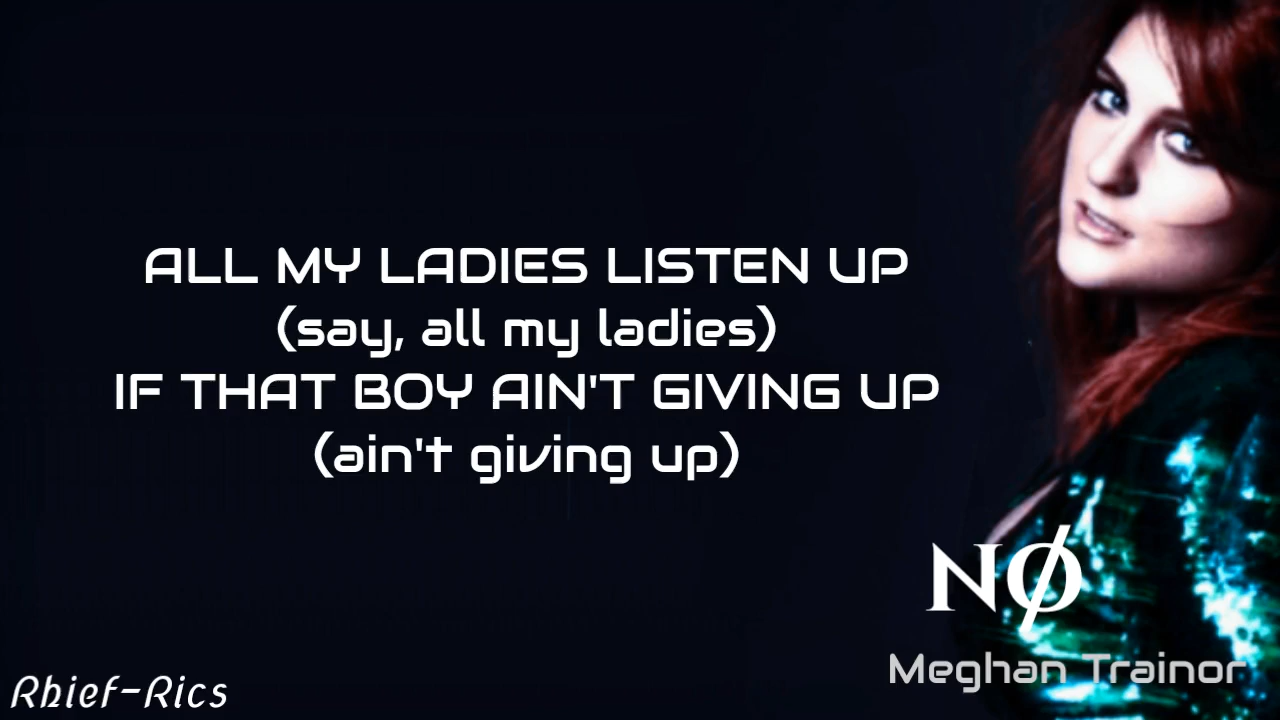 ALL MY LADIES LISTEN UP
(say, all my ladies)
IF THAT BOY AIN'T GIVING UP
(ain't giving up)
NØ
Meghan Trainor
Rhief-Rics